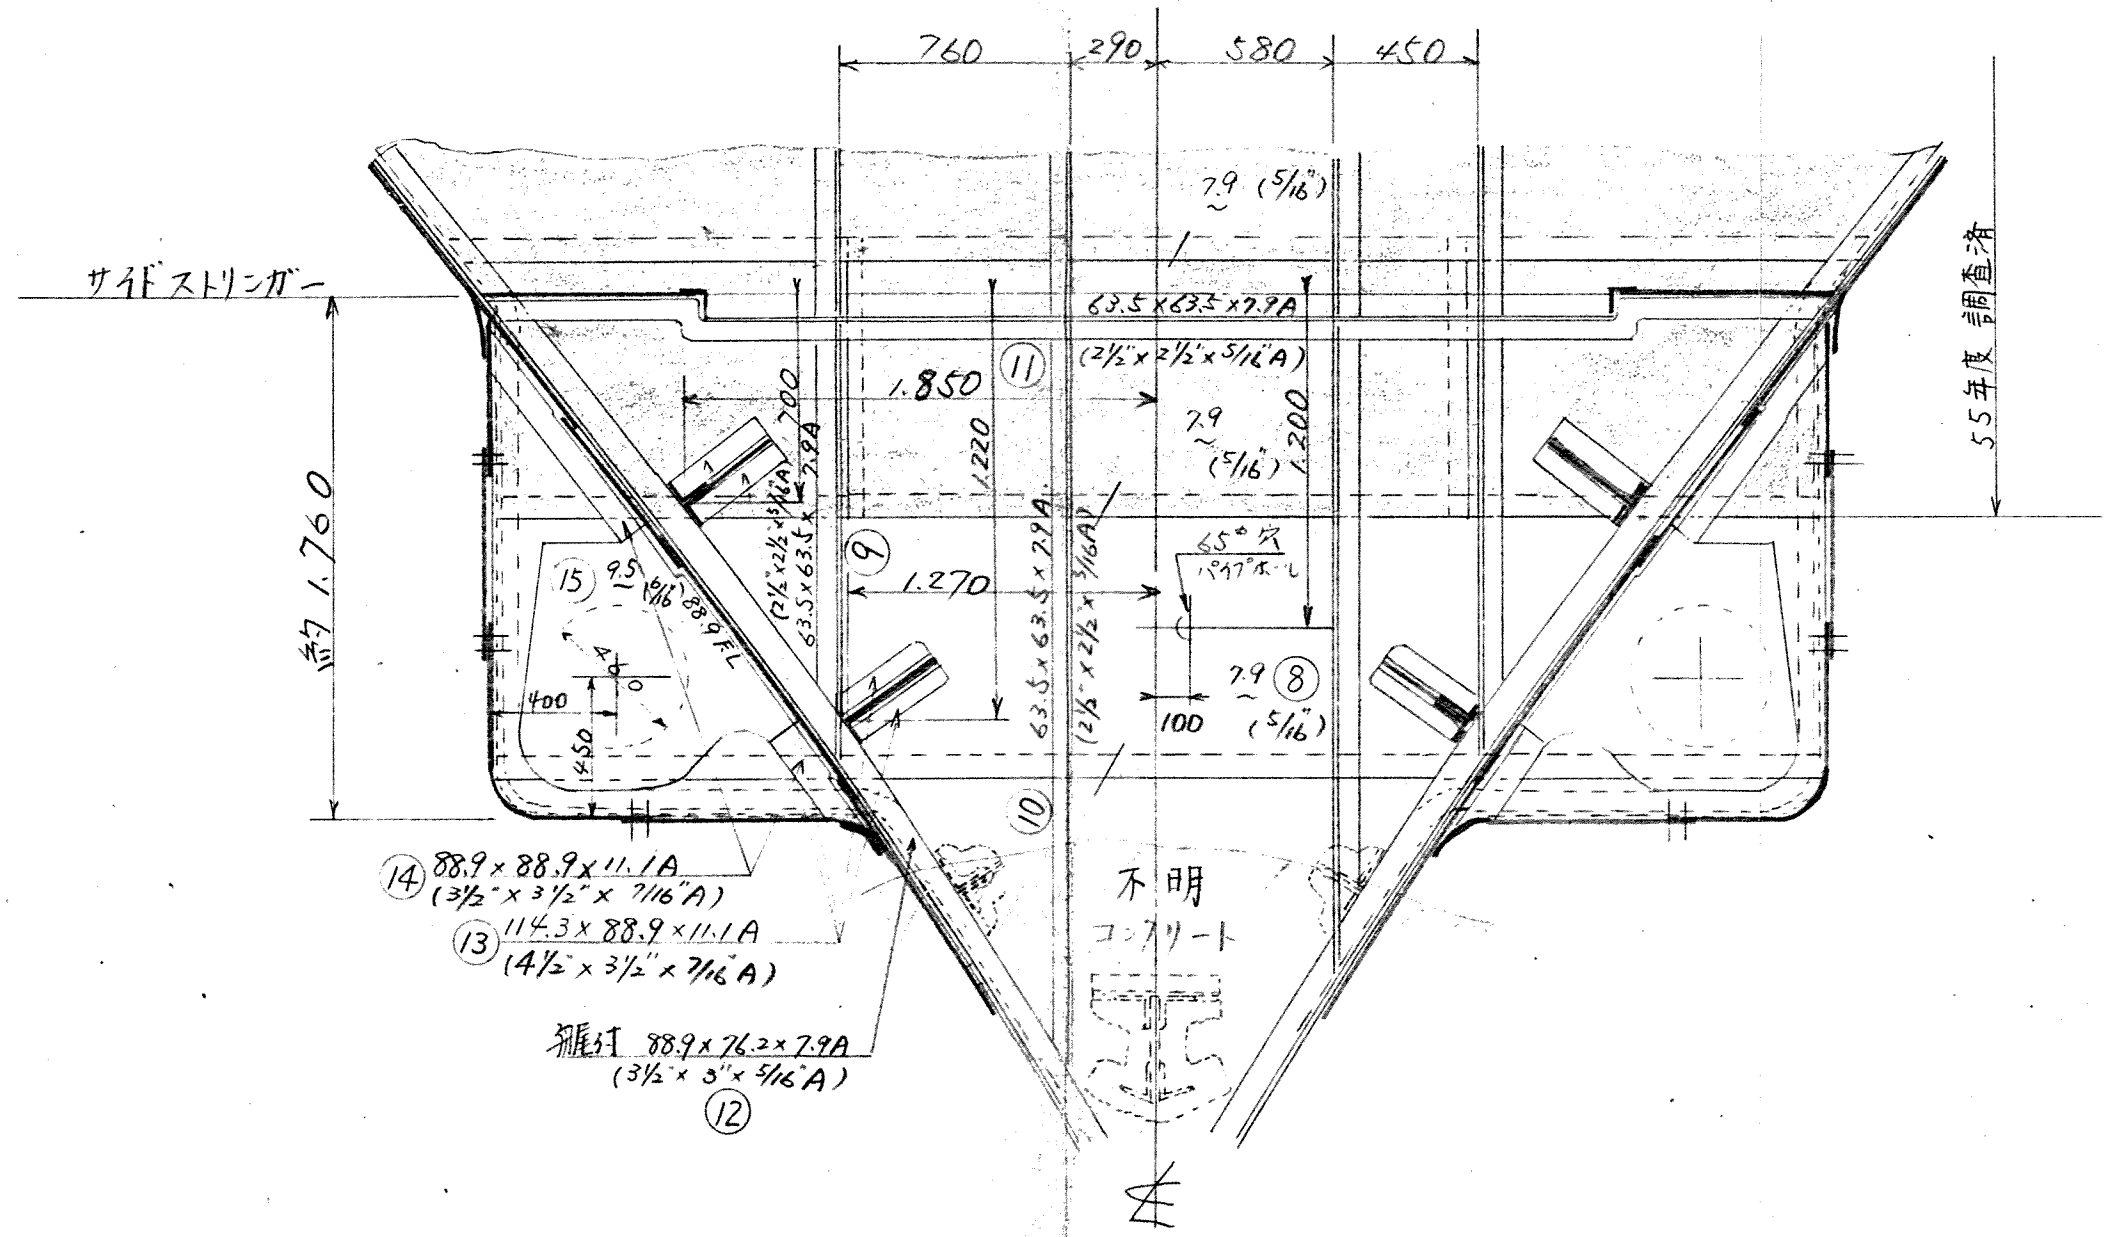 760
290
580
450
7.9 (5/16")
サイドストリンガー
55年度 調査済
63.5×63.5×7.9A
(2½"×2½"×5/16"A)
⑪
1.850
700
1.220
1.200
7.9
(5/16")
約1.760
63.5×63.5×7.9A
(2½"×2½"×5/16"A)
⑨
1.270
63.5×63.5×7.9A
(2½"×2½"×5/16"A)
65φ穴
パイプホール
⑮ 9.5
(6/16")
88.9 F.L
400
450
7.9 ⑧
(5/16")
100
⑩
⑭ 88.9×88.9×11.1A
(3½"×3½"×7/16"A)
⑬ 114.3×88.9×11.1A
(4½"×3½"×7/16"A)
不明
コンクリート
88.9×76.2×7.9A
(3½"×3"×5/16"A)
⑫